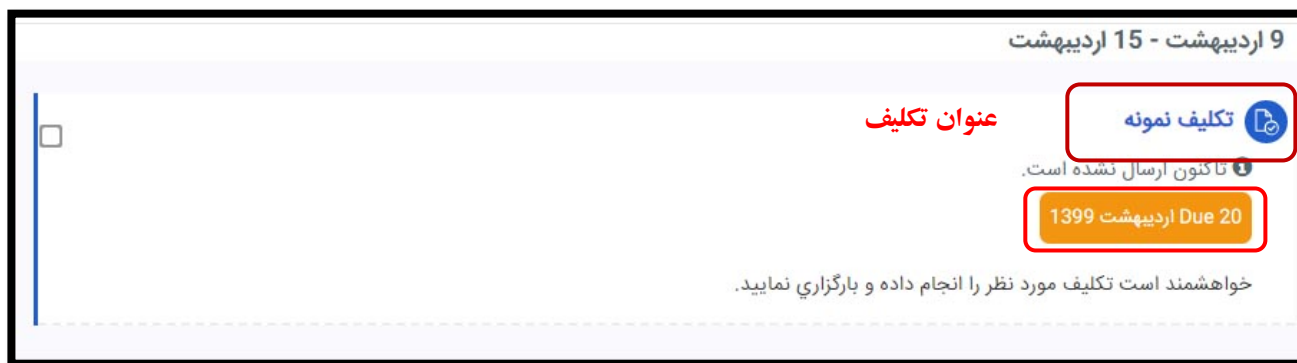 9 اردیبهشت - 15 اردیبهشت
تکلیف نمونه
عنوان تکلیف
تاکنون ارسال نشده است.
Due 20 اردیبهشت 1399
خواهشمند است تکلیف مورد نظر را انجام داده و بارگزاري نمایید.